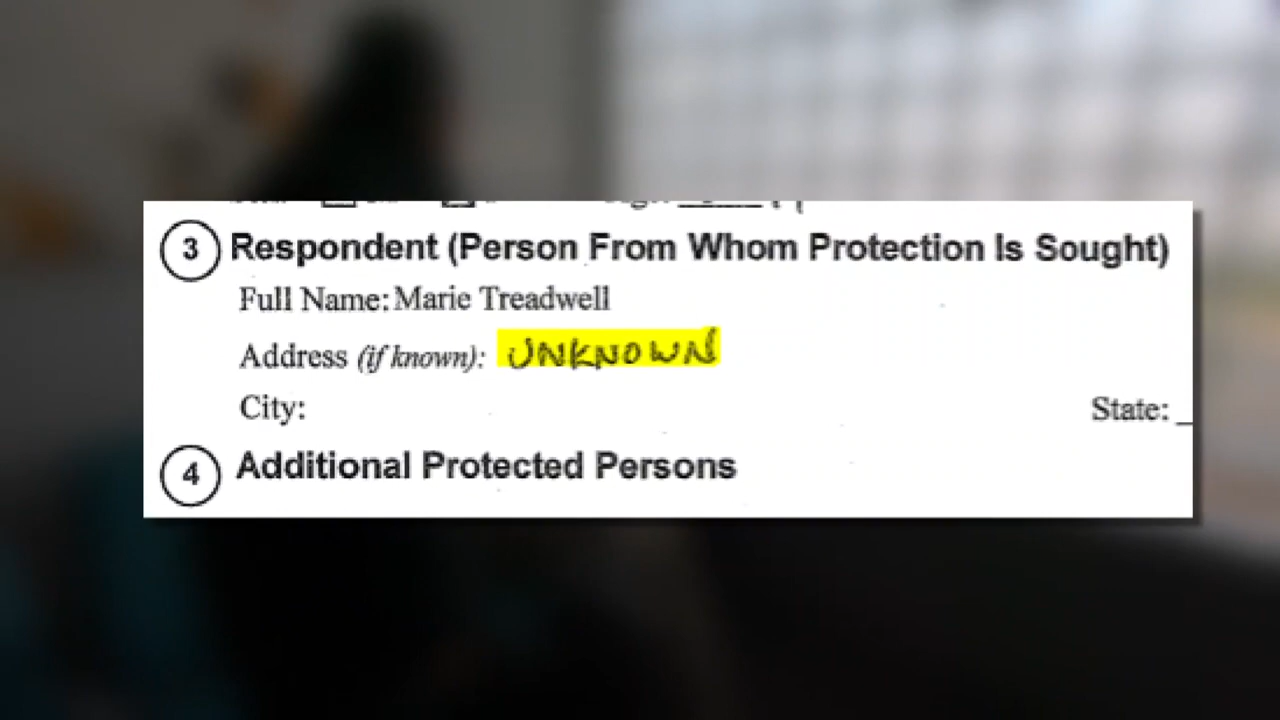 3 Respondent (Person From Whom Protection Is Sought)
Full Name: Marie Treadwell
Address (if known): UNKNOWN
City: State: _
4 Additional Protected Persons